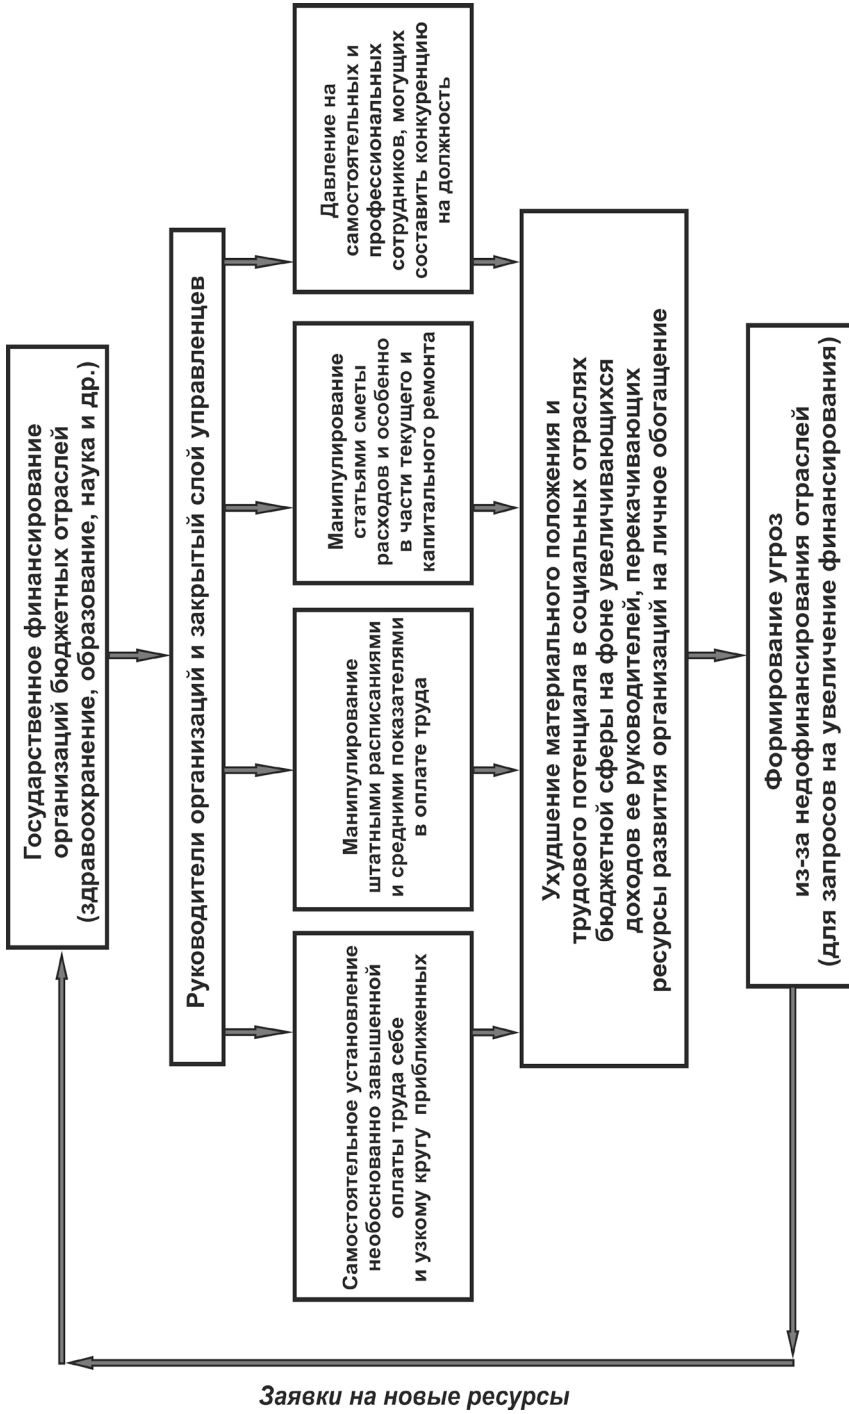 Государственное финансирование
организаций бюджетных отраслей
(здравоохранение, образование, наука и др.)
Руководители организаций и закрытый слой управленцев
Самостоятельное установление
необоснованно завышенной
оплаты труда себе
и узкому кругу приближенных
Манипулирование
штатными расписаниями
и средними показателями
в оплате труда
Манипулирование
статьями сметы
расходов и особенно
в части текущего и
капитального ремонта
Давление на
самостоятельных и
профессиональных
сотрудников, могущих
составить конкуренцию
на должность
Ухудшение материального положения и
трудового потенциала в социальных отраслях
бюджетной сферы на фоне увеличивающихся
доходов ее руководителей, перекачивающих
ресурсы развития организаций на личное обогащение
Формирование угроз
из-за недофинансирования отраслей
(для запросов на увеличение финансирования)
Заявки на новые ресурсы